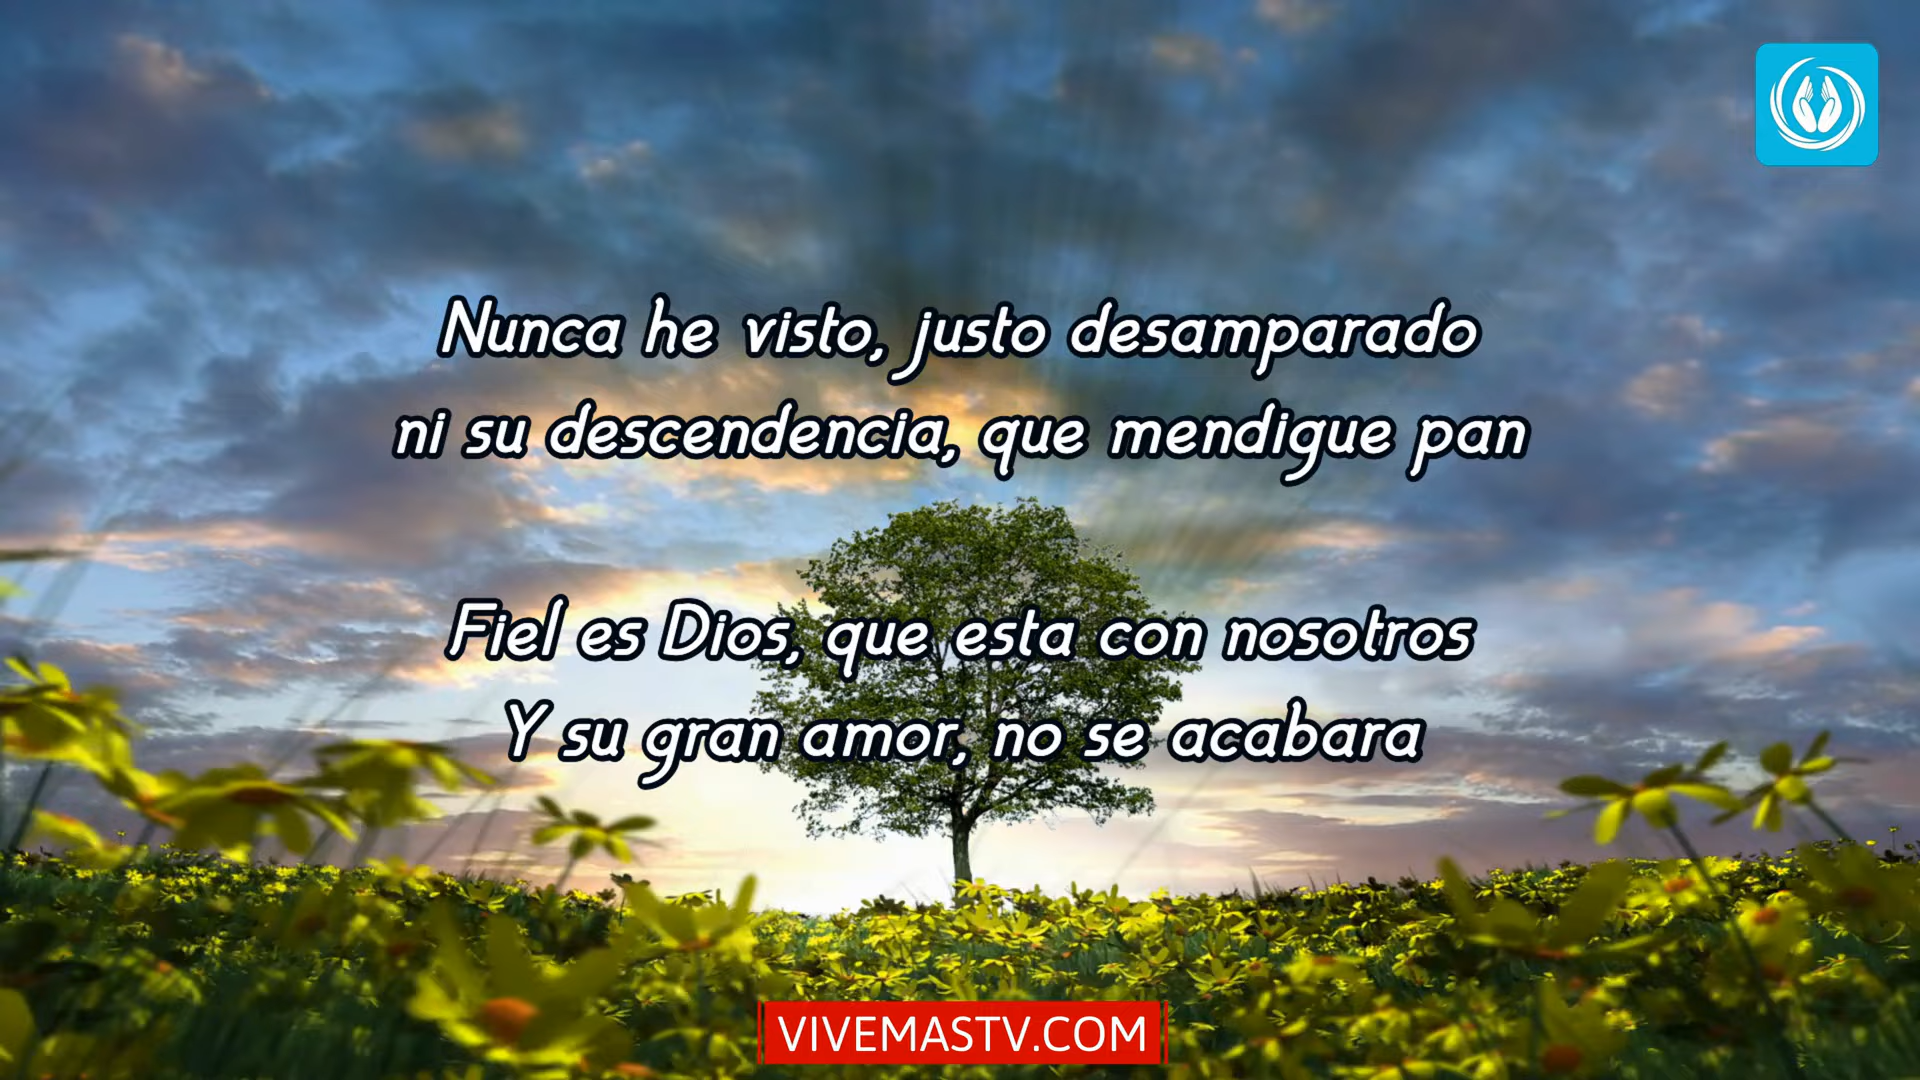 Nunca he visto, justo desamparado
ni su descendencia, que mendigue pan
Fiel es Dios, que esta con nosotros
Y su gran amor, no se acabara
VIVEMASTV.COM